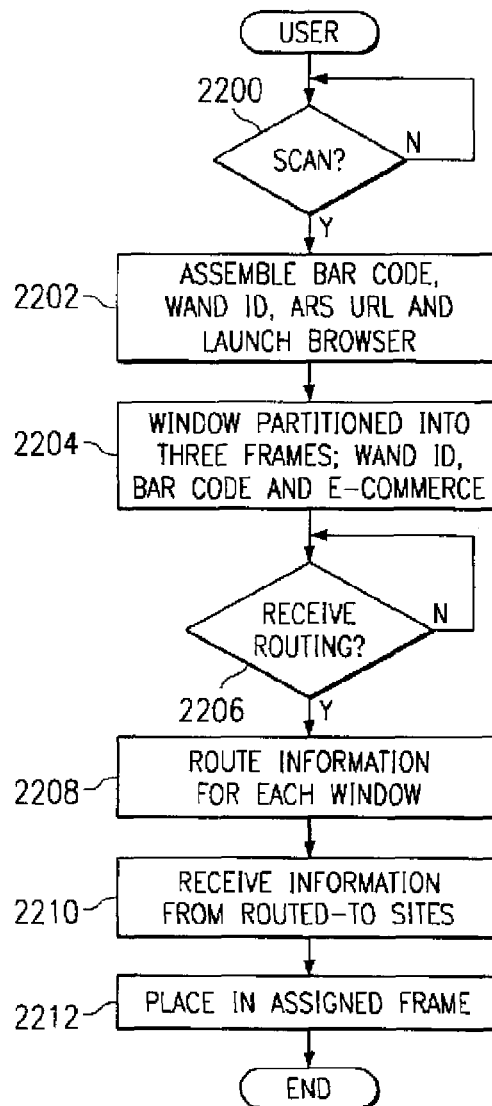 USER
2200
SCAN?
N
Y
2202
ASSEMBLE BAR CODE,
WAND ID, ARS URL AND
LAUNCH BROWSER
2204
WINDOW PARTITIONED INTO
THREE FRAMES; WAND ID,
BAR CODE AND E-COMMERCE
RECEIVE
ROUTING?
N
2206
Y
2208
ROUTE INFORMATION
FOR EACH WINDOW
2210
RECEIVE INFORMATION
FROM ROUTED-TO SITES
2212
PLACE IN ASSIGNED FRAME
END